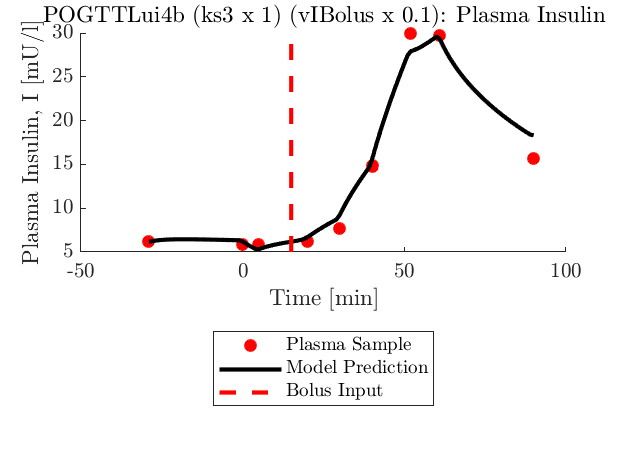 POGTTLui4b (ks3 x 1) (vIBolus x 0.1): Plasma Insulin
Plasma Insulin, I [mU/l]
30
25
20
15
10
5
-50
0
50
100
Time [min]
Plasma Sample
Model Prediction
Bolus Input